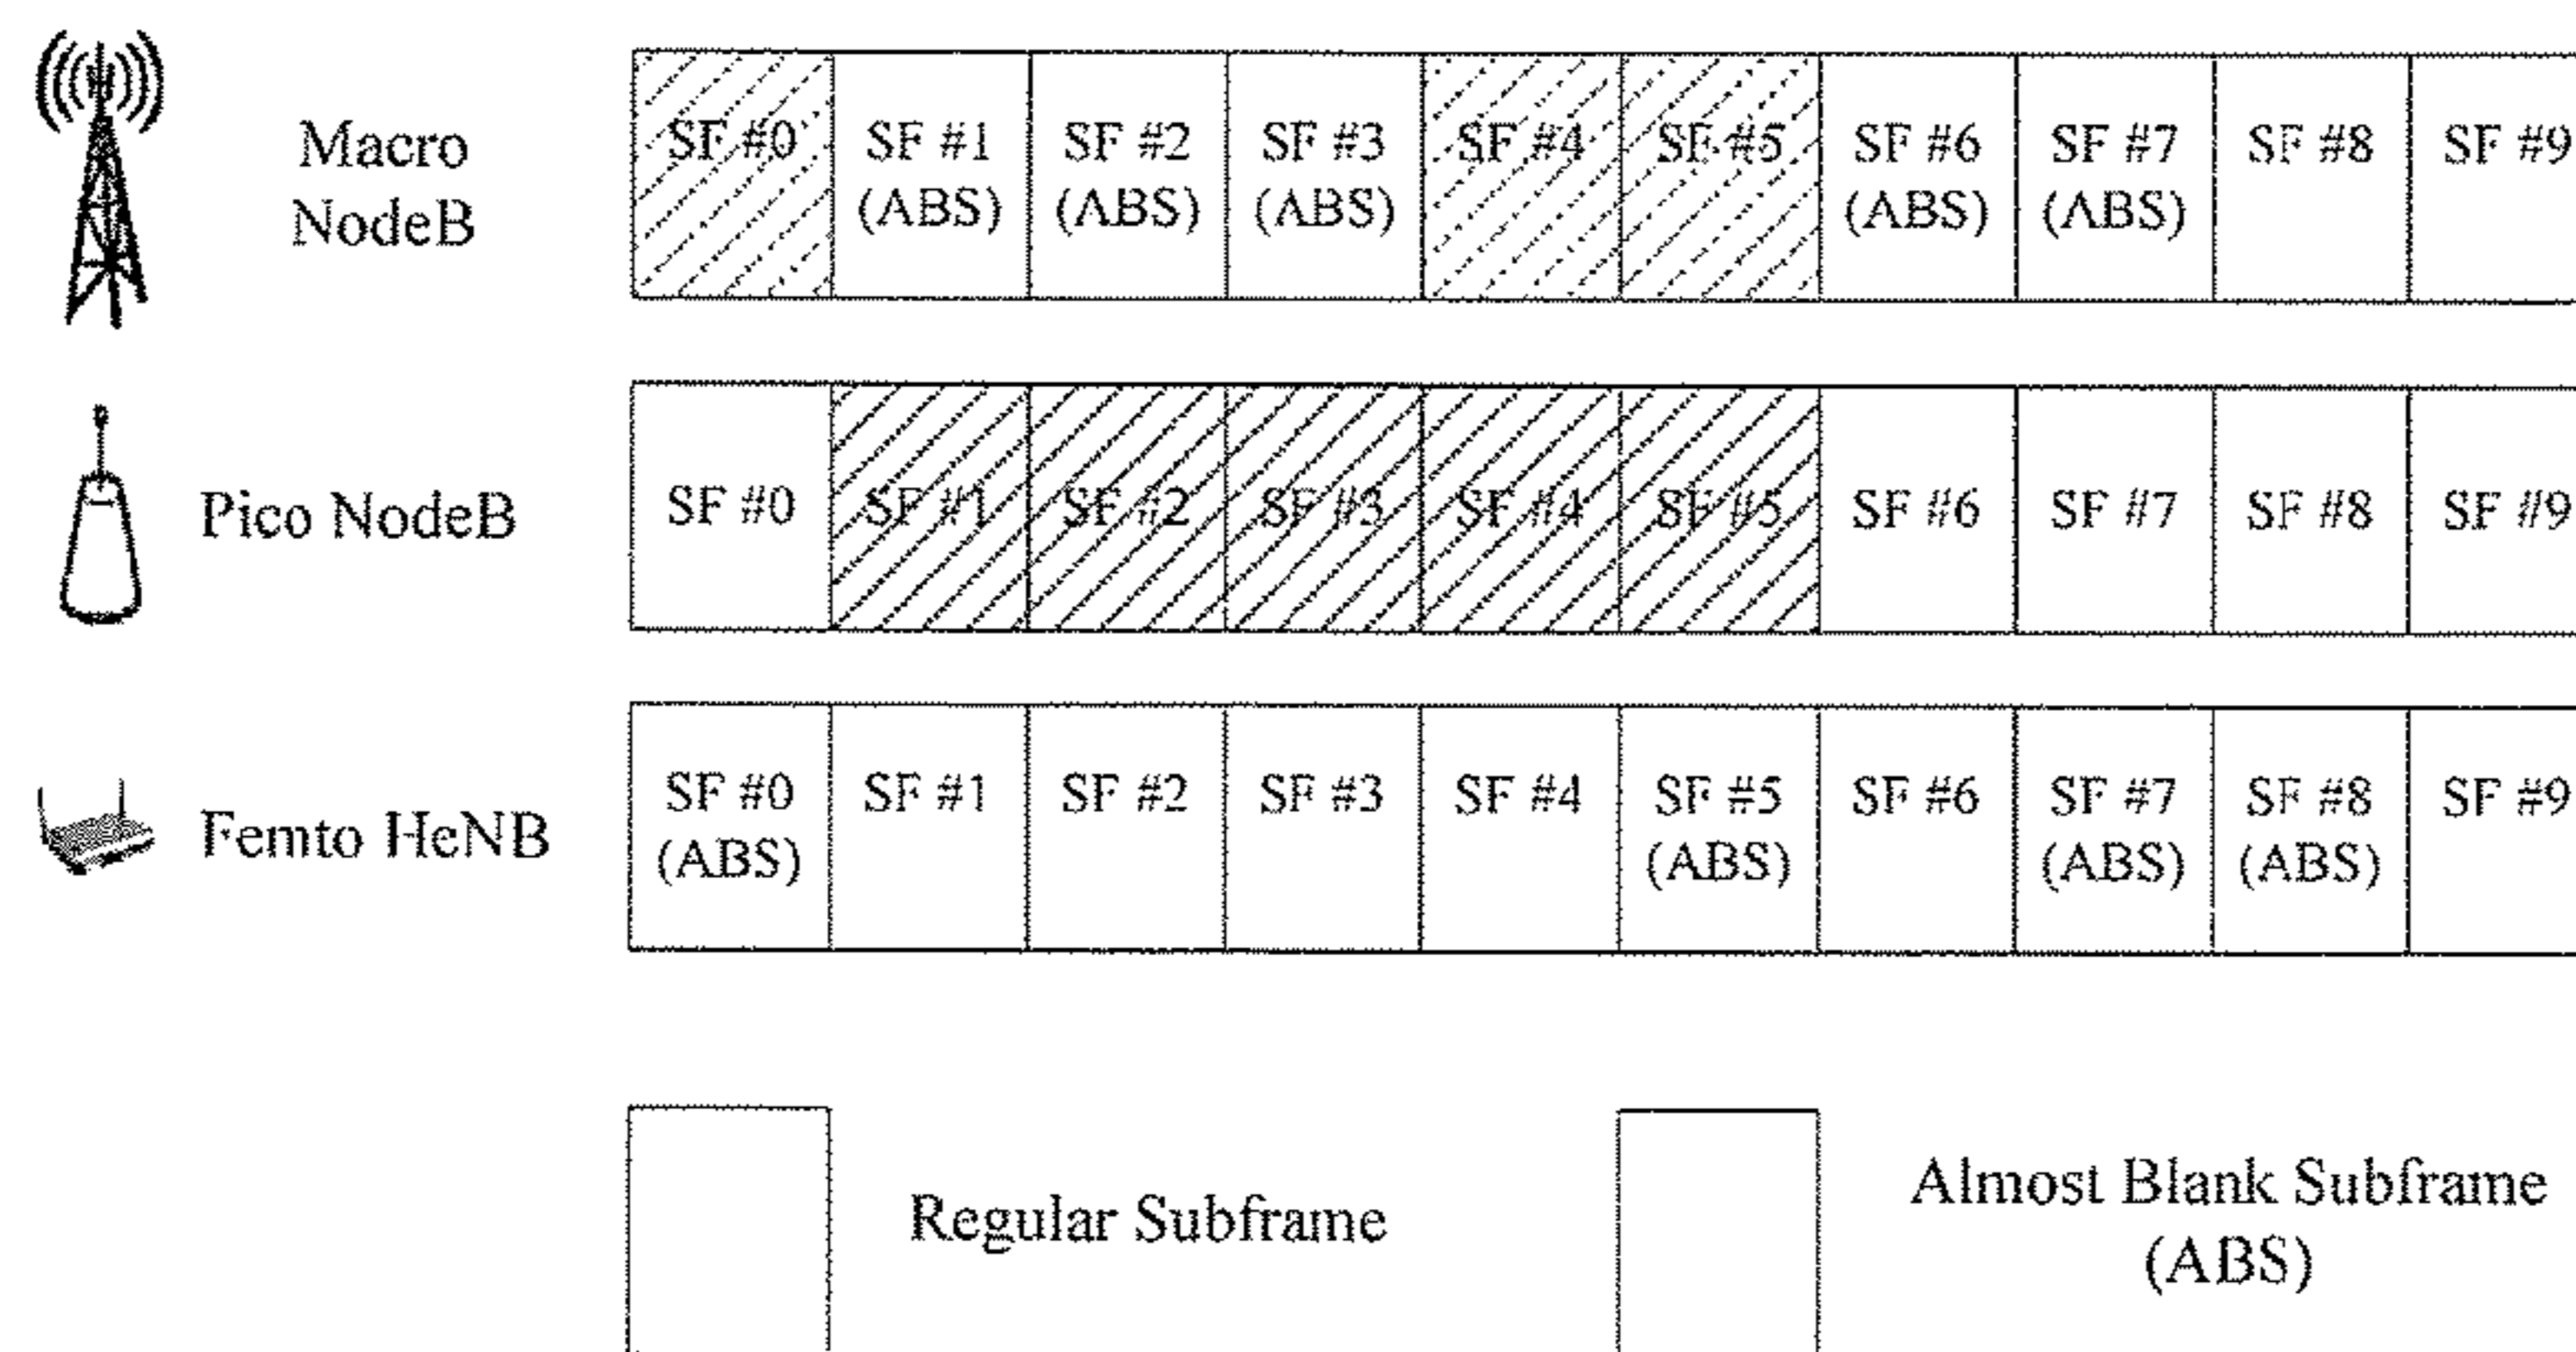 Macro
NodeB
SF #0 SF #1 SF #2 SF #3 SF #4 SF #5 SF #6 SF #7 SF #8 SF #9
(ABS) (ABS) (ABS) (ABS) (ABS)
Pico NodeB
SF #0 SF #1 SF #2 SF #3 SF #4 SF #5 SF #6 SF #7 SF #8 SF #9
Femto HeNB
SF #0 SF #1 SF #2 SF #3 SF #4 SF #5 SF #6 SF #7 SF #8 SF #9
(ABS) (ABS) (ABS) (ABS)
Regular Subframe
Almost Blank Subframe
(ABS)